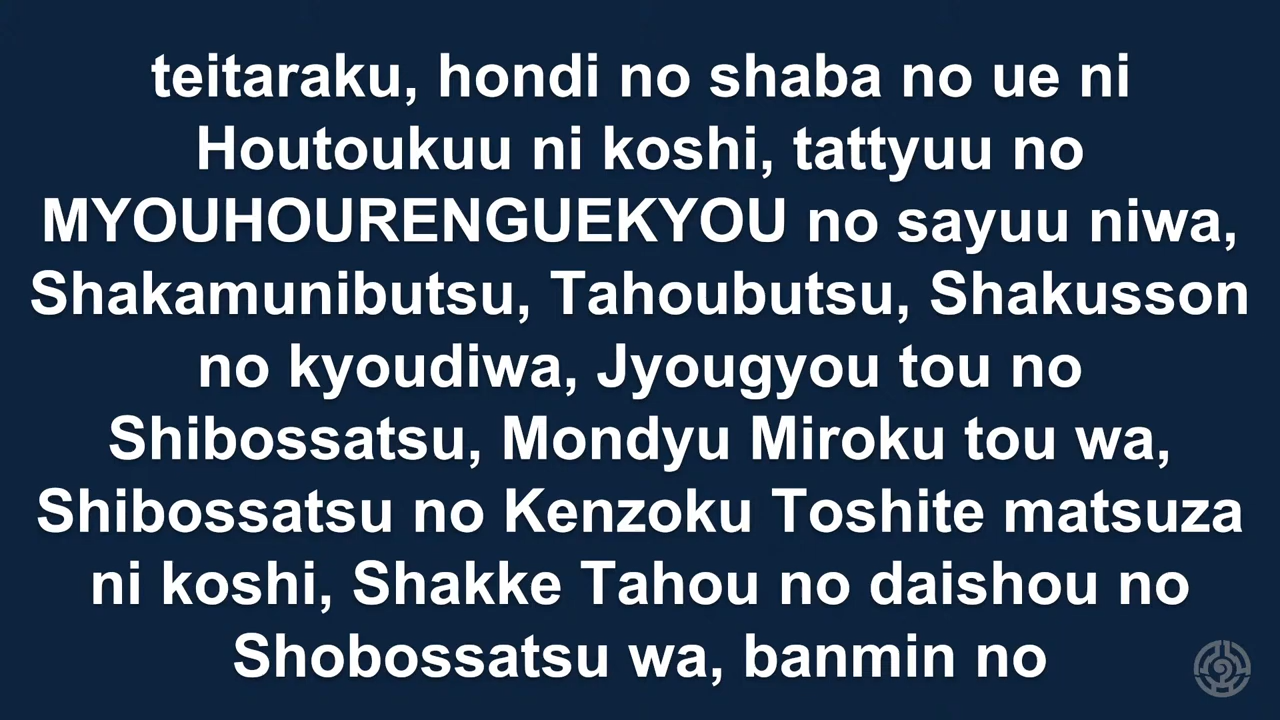 teitaraku, hondi no shaba no ue ni
Houtoukuu ni koshi, tattyuu no
MYOUHOURENGUEKYOU no sayuu niwa,
Shakamunibutsu, Tahoubutsu, Shakusson
no kyoudiwa, Jyougyou tou no
Shibossatsu, Mondyu Miroku tou wa,
Shibossatsu no Kenzoku Toshite matsuza
ni koshi, Shakke Tahou no daishou no
Shobossatsu wa, banmin no